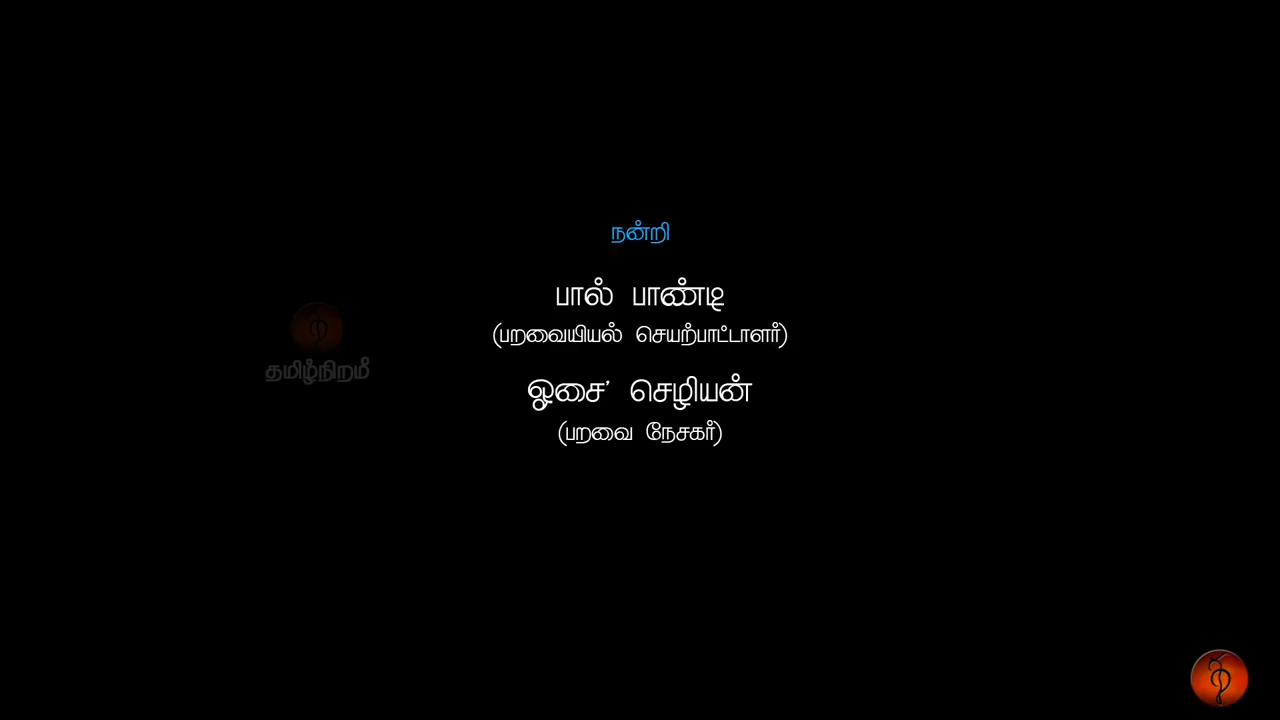 நன்றி
பால் பாண்டி
(பறவையியல் செயற்பாட்டாளர்)
ஓசை' செழியன்
(பறவை நேசகர்)
தமிழ்நிறமீ